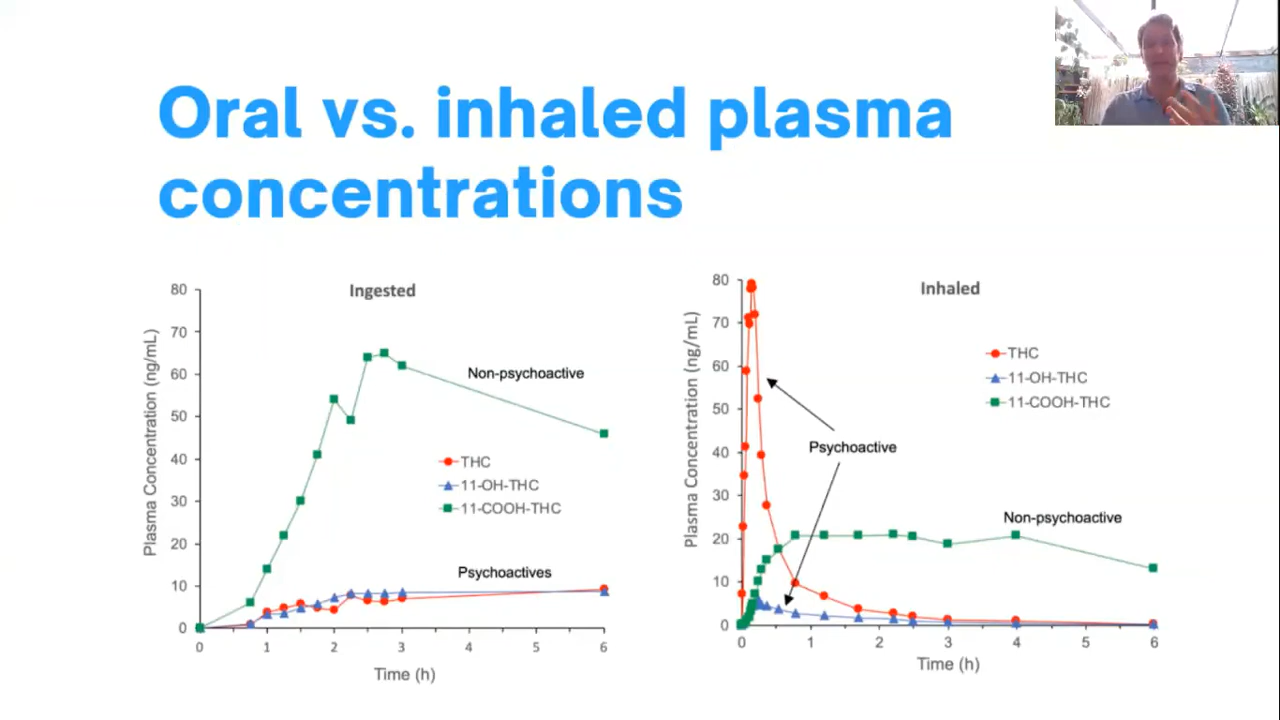 Oral vs. inhaled plasma
concentrations
Ingested
Plasma Concentration (ng/mL)
80
70
60
50
40
30
20
10
0
Non-psychoactive
THC
11-OH-THC
11-COOH-THC
Psychoactives
0 1 2 3 4 5 6
Time (h)
Inhaled
Plasma Concentration (ng/mL)
80
70
60
50
40
30
20
10
0
THC
11-OH-THC
11-COOH-THC
Psychoactive
Non-psychoactive
0 1 2 3 4 5 6
Time (h)